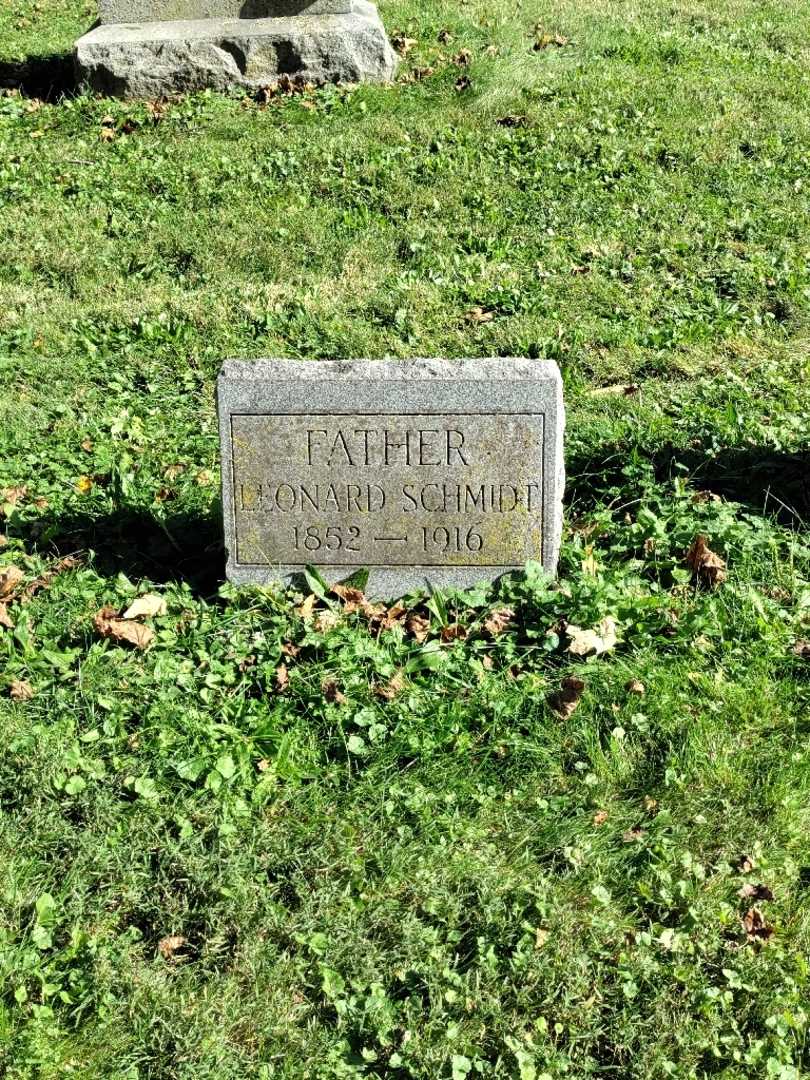 FATHER
LEONARD SCHMIDT
1852 — 1916